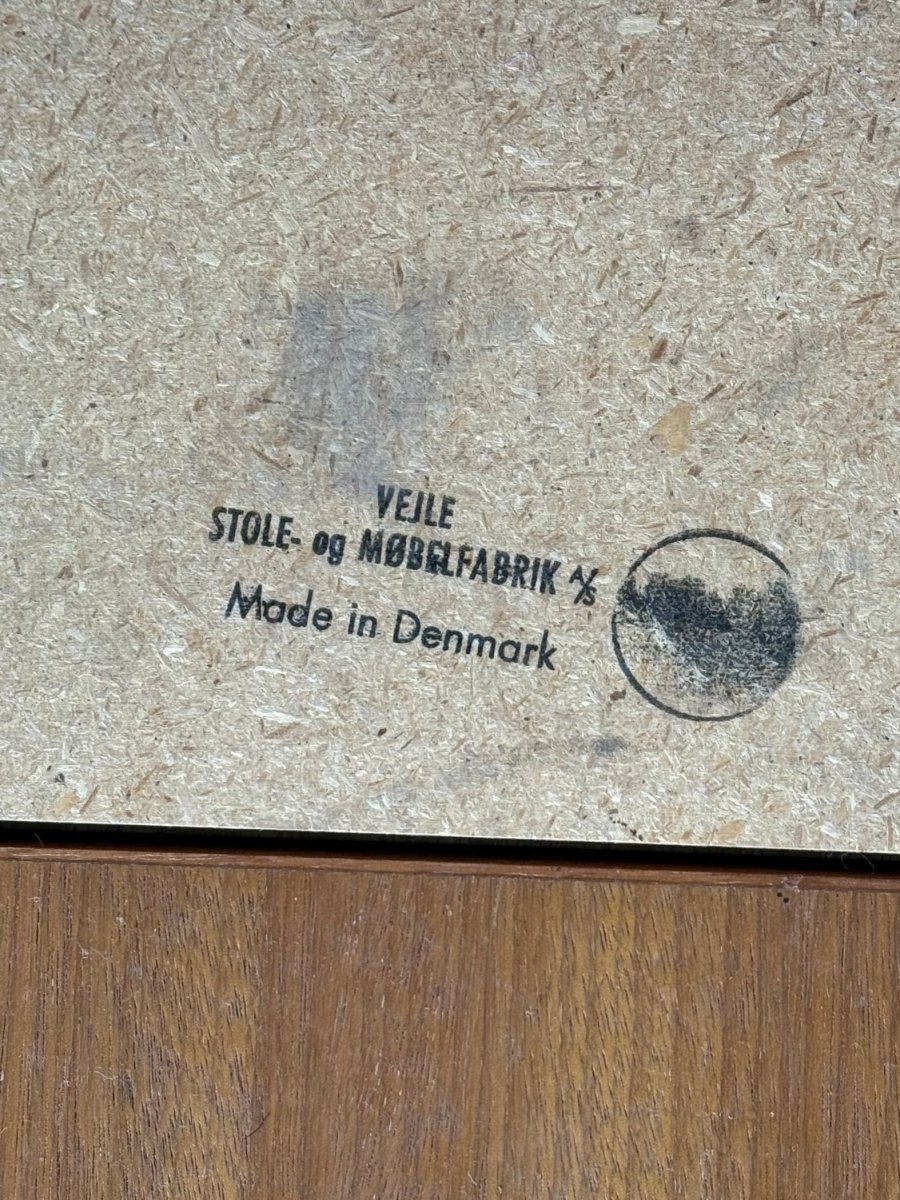 VEJLE
STOLE- og MØBELFABRIK A/S
Made in Denmark